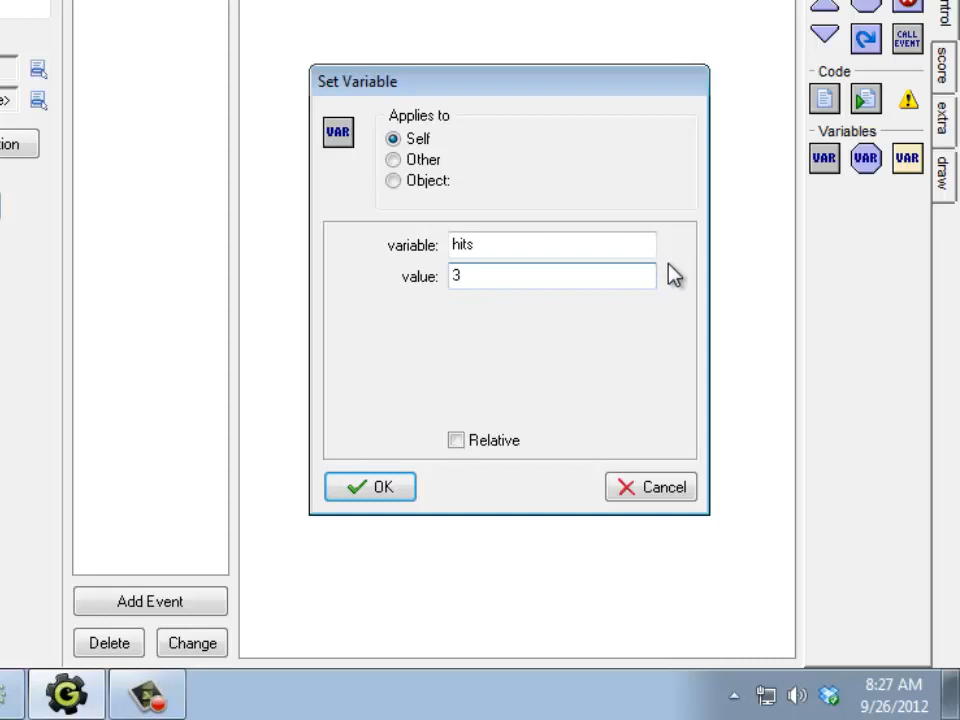 Set Variable
VAR
Applies to
Self
Other
Object:
variable: hits
value: 3
Relative
OK
Cancel
>
ion
Add Event
Delete
Change
CALL
EVENT
Code
Variables
VAR
VAR
VAR
ntrol
score
extra
draw
8:27 AM
9/26/2012